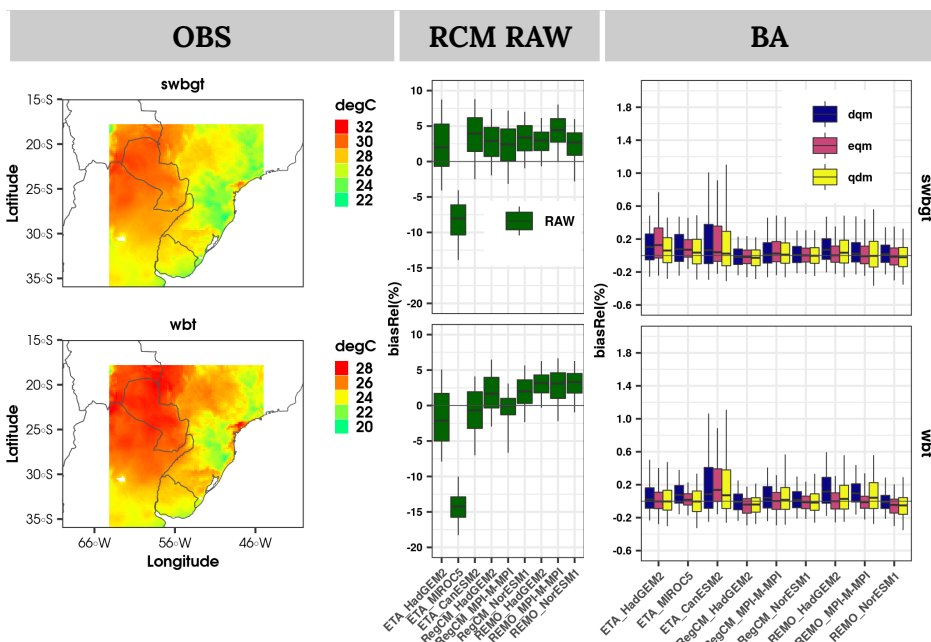 OBS
RCM RAW
BA
swbgt
15∘S
20∘S
25∘S
30∘S
35∘S
Latitude
degC
32
30
28
26
24
22
wbt
15∘S
20∘S
25∘S
30∘S
35∘S
Latitude
66∘W
56∘W
46∘W
Longitude
degC
28
26
24
22
20
biasRel(%)
10
5
0
-5
-10
-15
-20
RAW
10
5
0
-5
-10
-15
-20
ETA_HadGEM2
ETA_MIROC5
ETA_CanESM2
RegCM_HadGEM2
RegCM_MPI-M-MPI
RegCM_NorESM1
REMO_HadGEM2
REMO_MPI-M-MPI
REMO_NorESM1
biasRel(%)
1.8
1.4
1.0
0.6
0.2
-0.2
-0.6
dqm
eqm
qdm
swbgt
1.8
1.4
1.0
0.6
0.2
-0.2
-0.6
wbt
ETA_HadGEM2
ETA_MIROC5
ETA_CanESM2
RegCM_HadGEM2
RegCM_MPI-M-MPI
RegCM_NorESM1
REMO_HadGEM2
REMO_MPI-M-MPI
REMO_NorESM1